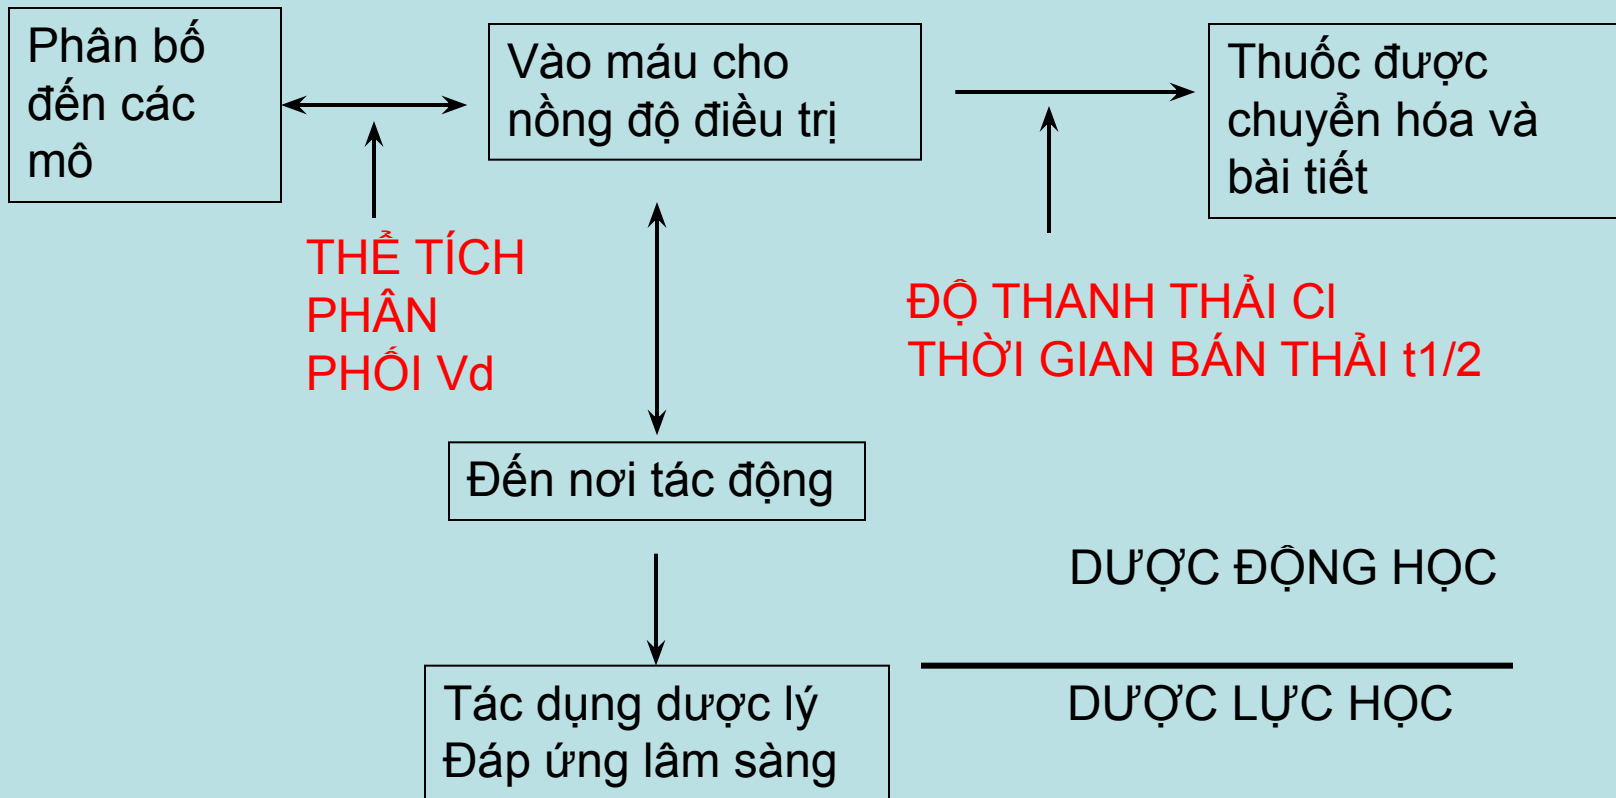 Phân bố
đến các
mô
Vào máu cho
nồng độ điều trị
Thuốc được
chuyển hóa và
bài tiết
THỂ TÍCH
PHÂN
PHỐI Vd
ĐỘ THANH THẢI Cl
THỜI GIAN BÁN THẢI t1/2
Đến nơi tác động
DƯỢC ĐỘNG HỌC
Tác dụng dược lý
Đáp ứng lâm sàng
DƯỢC LỰC HỌC